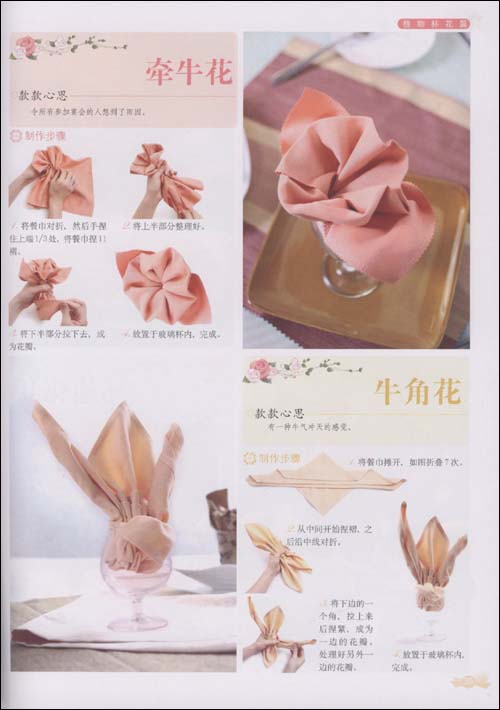 植物杯花篇
牵牛花
款款心思
令所有参加宴会的人想到了田园。
制作步骤
1. 将餐巾对折，然后手捏
住上端1/3处，将餐巾捏11
褶。
2. 将上半部分整理好。
3. 将下半部分拉下去，成
为花瓣。
4. 放置于玻璃杯内，完成。
牛角花
款款心思
有一种牛气冲天的感觉。
制作步骤
1. 将餐巾摊开，如图折叠7次。
2. 从中间开始捏褶，之
后沿中线对折。
3. 将下边的一
个角，拉上来
后捏紧，成为
一边的花瓣，
处理好另外一
边的花瓣。
4. 放置于玻璃杯内，
完成。